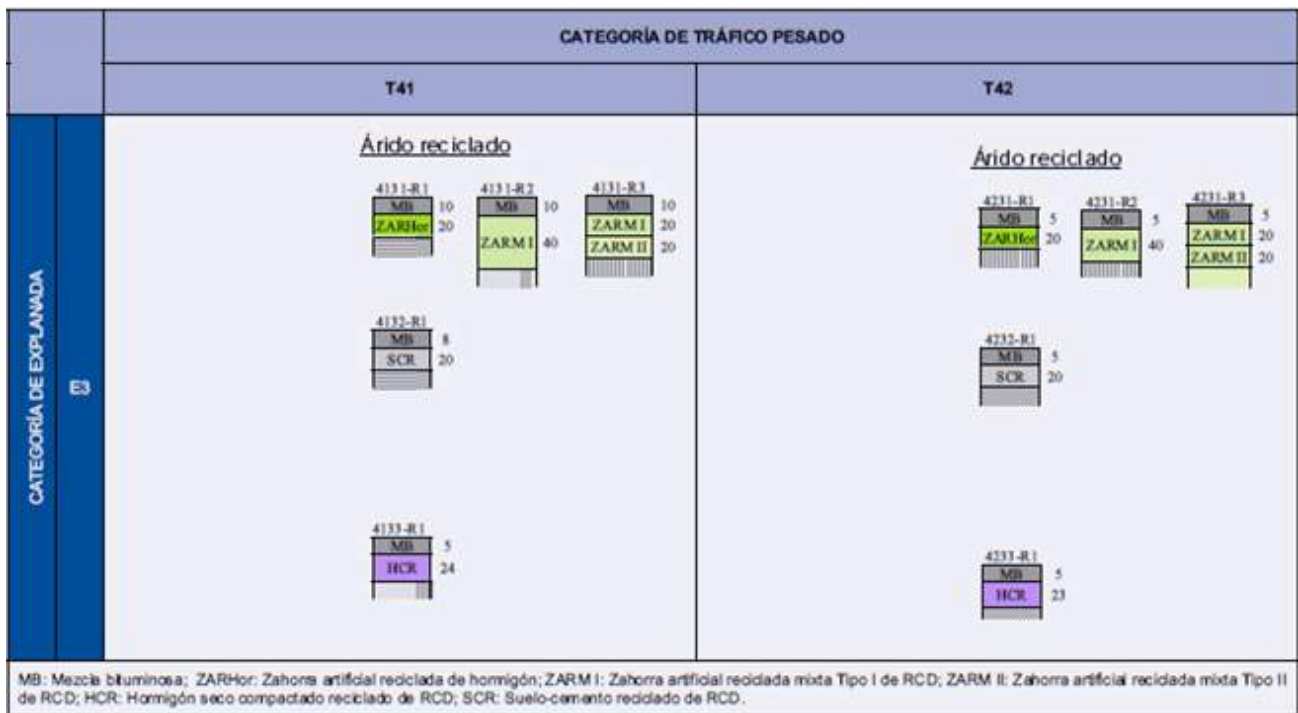 CATEGORÍA DE TRÁFICO PESADO
T41
T42
CATEGORÍA DE EXPLANADA
E3
Árido reciclado
4131-R1
MB 10
ZARHor 20
4131-R2
MB 10
ZARM I 40
4131-R3
MB 10
ZARM I 20
ZARM II 20
4132-R1
MB 8
SCR 20
4133-R1
MB 5
HCR 24
Árido reciclado
4231-R1
MB 5
ZARHor 20
4231-R2
MB 5
ZARM I 40
4231-R3
MB 5
ZARM I 20
ZARM II 20
4232-R1
MB 5
SCR 20
4233-R1
MB 5
HCR 23
MB: Mezcla bituminosa; ZARHor: Zahorra artificial reciclada de hormigón; ZARM I: Zahorra artificial reciclada mixta Tipo I de RCD; ZARM II: Zahorra artificial reciclada mixta Tipo II
de RCD; HCR: Hormigón seco compactado reciclado de RCD; SCR: Suelo-cemento reciclado de RCD.